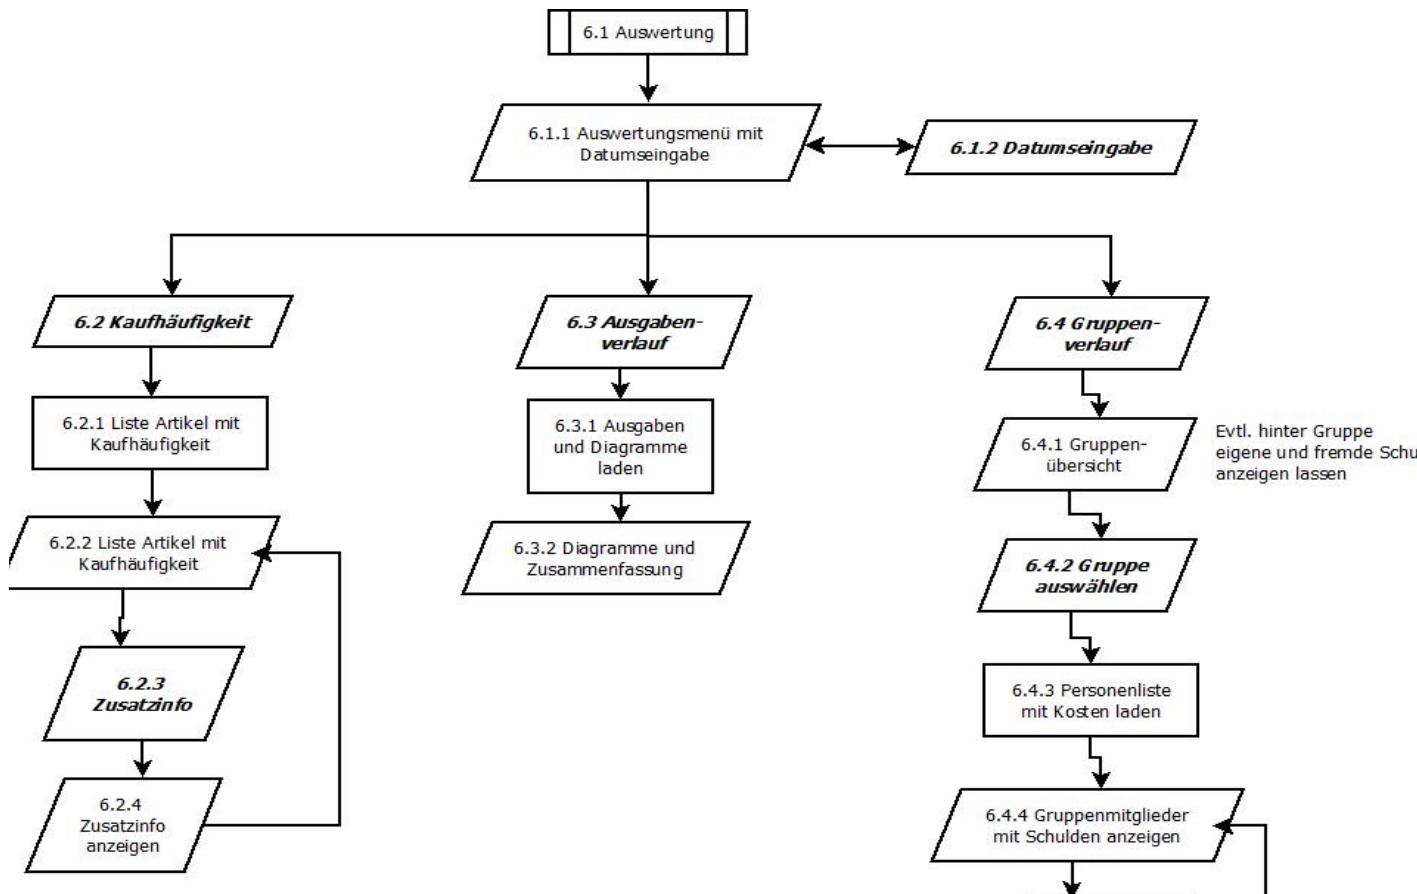 6.1 Auswertung
6.1.1 Auswertungsmenü mit
Datumseingabe
6.1.2 Datumseingabe
6.2 Kaufhäufigkeit
6.2.1 Liste Artikel mit
Kaufhäufigkeit
6.2.2 Liste Artikel mit
Kaufhäufigkeit
6.2.3
Zusatzinfo
6.2.4
Zusatzinfo
anzeigen
6.3 Ausgaben-
verlauf
6.3.1 Ausgaben
und Diagramme
laden
6.3.2 Diagramme und
Zusammenfassung
6.4 Gruppen-
verlauf
6.4.1 Gruppen-
übersicht
Evtl. hinter Gruppe
eigene und fremde Schu
anzeigen lassen
6.4.2 Gruppe
auswählen
6.4.3 Personenliste
mit Kosten laden
6.4.4 Gruppenmitglieder
mit Schulden anzeigen